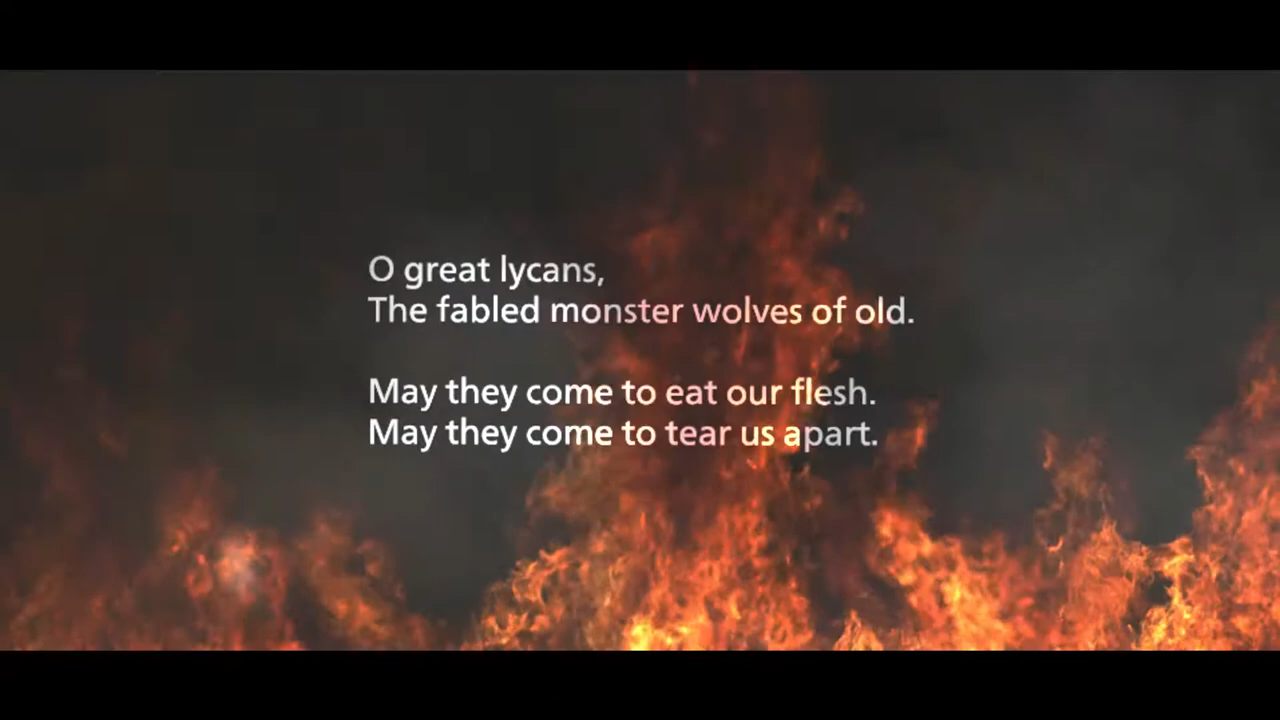 O great lycans,
The fabled monster wolves of old.
May they come to eat our flesh.
May they come to tear us apart.